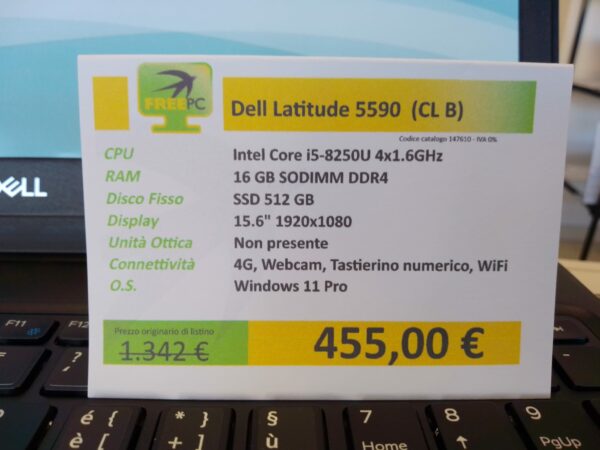 FREEPC
Dell Latitude 5590 (CL B)
Codice catalogo 147610 - IVA 0%
CPU Intel Core i5-8250U 4x1.6GHz
RAM 16 GB SODIMM DDR4
Disco Fisso SSD 512 GB
Display 15.6" 1920x1080
Unità Ottica Non presente
Connettività 4G, Webcam, Tastierino numerico, WiFi
O.S. Windows 11 Pro
Prezzo originario di listino
1.342 €
455,00 €
DELL
F11 F12
PgUp
é { * } § 7 8 9
è [ + ] ù Home ↑ PgUp